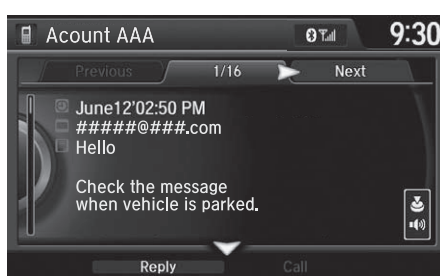 Acount AAA
9:30
Previous
1/16
Next
June12'02:50 PM
#####@###.com
Hello
Check the message
when vehicle is parked.
Reply
Call